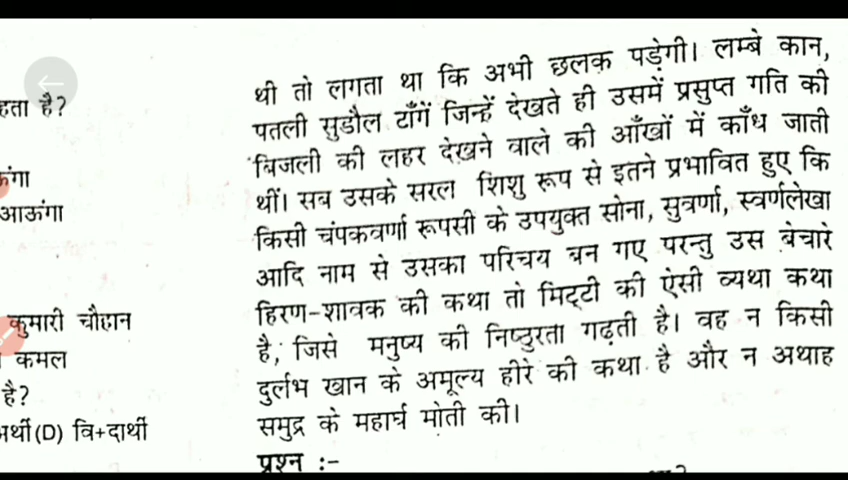 हता है?
आऊंगा
कुमारी चौहान
कमल
है?
(D) वि+दार्थी
थी तो लगता था कि अभी छलक़ पड़ेगी। लम्बे कान,
पतली सुडौल टाँगें जिन्हें देखते ही उसमें प्रसुप्त गति की
बिजली की लहर देखने वाले की आँखों में काँध जाती
थीं। सब उसके सरल शिशु रूप से इतने प्रभावित हुए कि
किसी चंपकवर्णा रूपसी के उपयुक्त सोना, सुवर्णा, स्वर्णलेखा
आदि नाम से उसका परिचय बन गए परन्तु उस बेचारे
हिरण-शावक की कथा तो मिट्टी की ऐसी व्यथा कथा
है, जिसे मनुष्य की निष्ठुरता गढ़ती है। वह न किसी
दुर्लभ खान के अमूल्य हीरे की कथा है और न अथाह
समुद्र के महार्घ मोती की।
प्रश्न :-